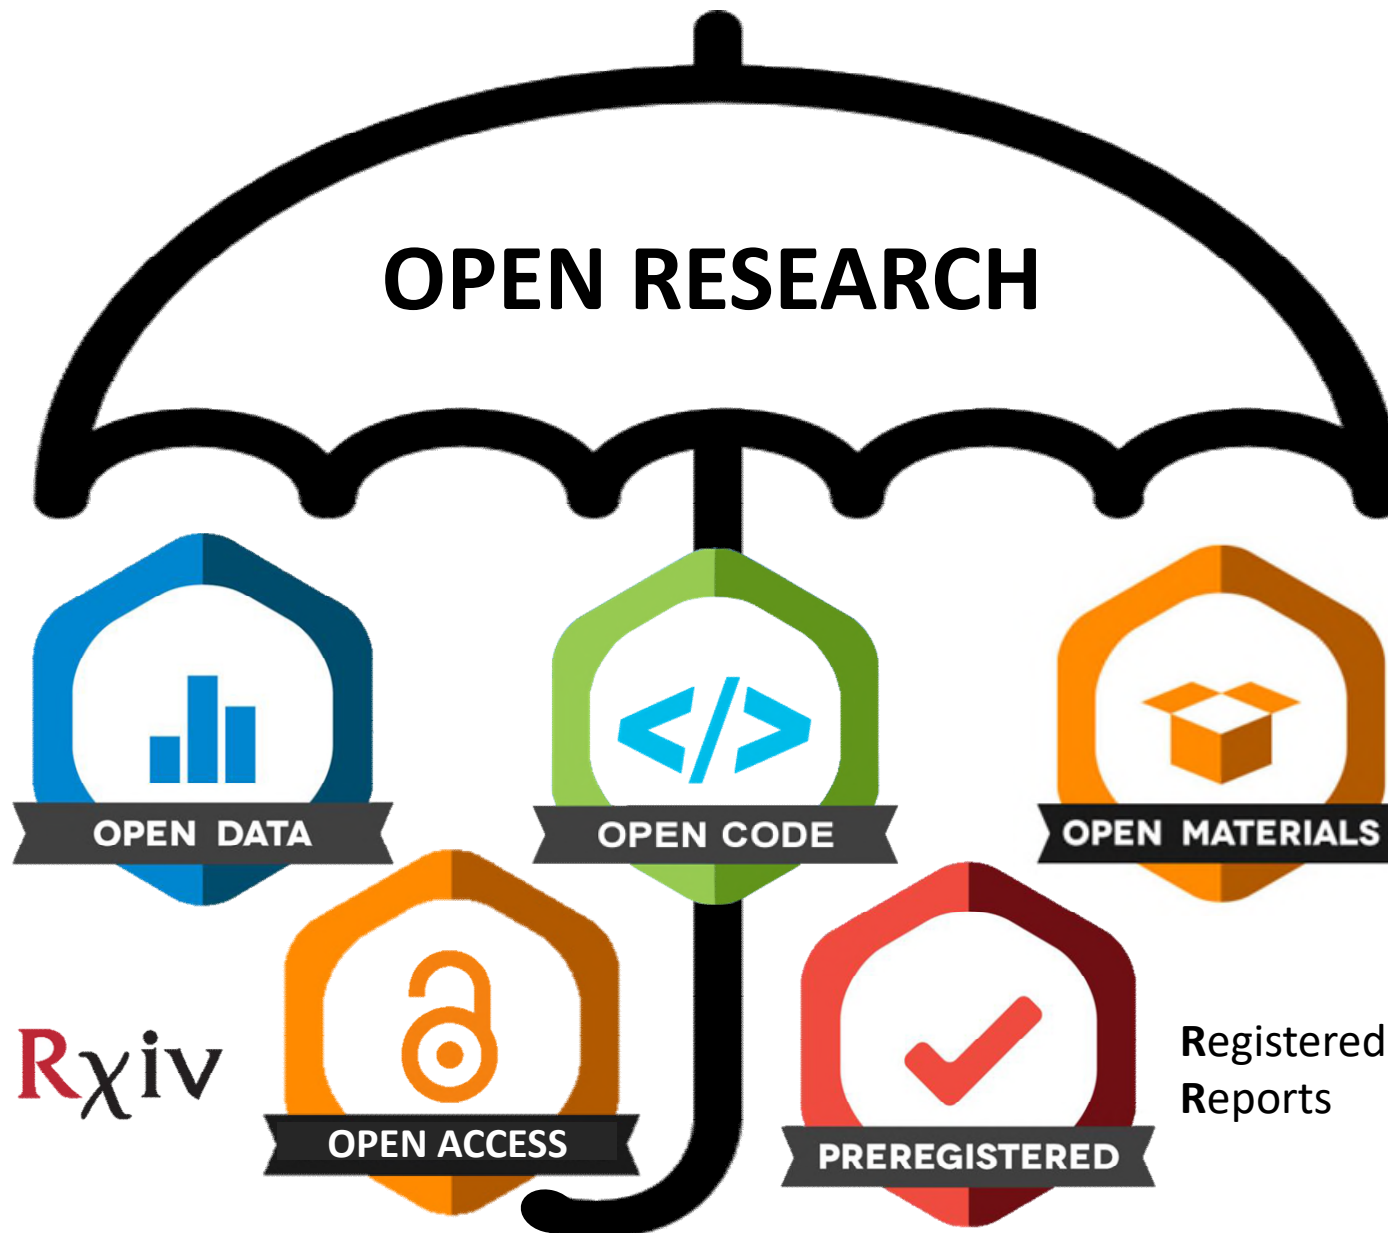 OPEN RESEARCH
OPEN DATA
OPEN CODE
OPEN MATERIALS
Rχiv
OPEN ACCESS
PREREGISTERED
Registered
Reports